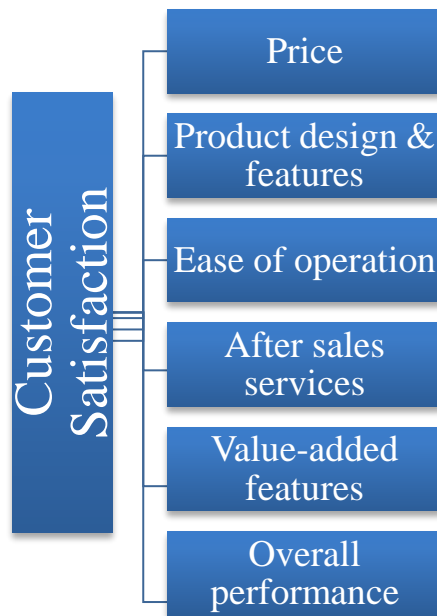 Customer
Satisfaction
Price
Product design &
features
Ease of operation
After sales
services
Value-added
features
Overall
performance